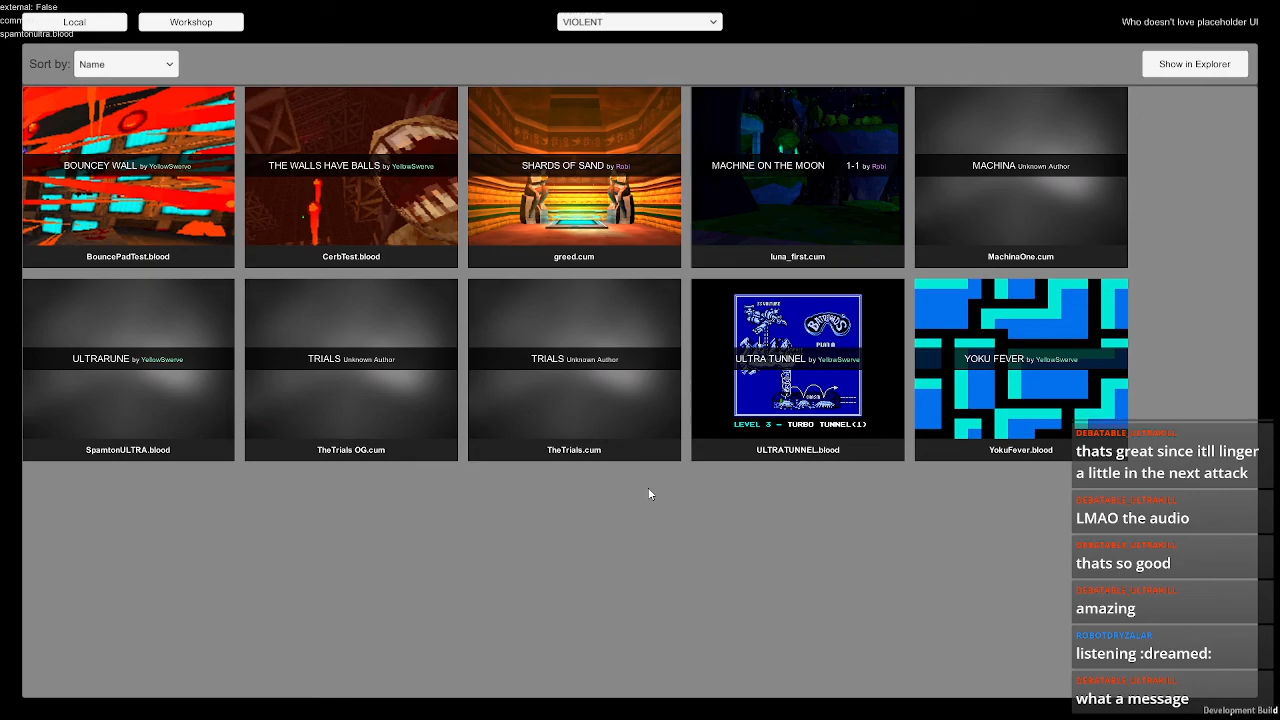 external: False
spamtonultra.blood
Local
Workshop
VIOLENT
Who doesn't love placeholder UI
Sort by:
Name
Show in Explorer
BOUNCEY WALL by YellowSwerve
BouncePadTest.blood
THE WALLS HAVE BALLS by YellowSwerve
CerbTest.blood
SHARDS OF SAND by Robi
greed.cum
MACHINE ON THE MOON 1-1 by Robi
luna_first.cum
MACHINA Unknown Author
MachinaOne.cum
ULTRARUNE by YellowSwerve
SpamtonULTRA.blood
TRIALS Unknown Author
TheTrials OG.cum
TRIALS Unknown Author
TheTrials.cum
ULTRA TUNNEL by YellowSwerve
LEVEL 3 - TURBO TUNNEL(1)
ULTRATUNNEL.blood
YOKU FEVER by YellowSwerve
YokuFever.blood
DEBATABLE_ULTRAKILL
thats great since itll linger
a little in the next attack
DEBATABLE_ULTRAKILL
LMAO the audio
DEBATABLE_ULTRAKILL
thats so good
DEBATABLE_ULTRAKILL
amazing
ROBOTDRYZALAR
listening :dreamed:
DEBATABLE_ULTRAKILL
what a message
Development Build